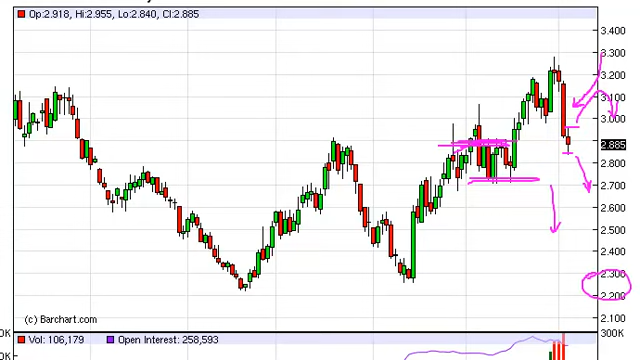 Op:2.918, Hi:2.955, Lo:2.840, Cl:2.885
3.400
3.300
3.200
3.100
3.000
2.885
2.800
2.700
2.600
2.500
2.400
2.300
2.200
2.100
(c) Barchart.com
0K
Vol: 106,179
Open Interest: 258,593
300K